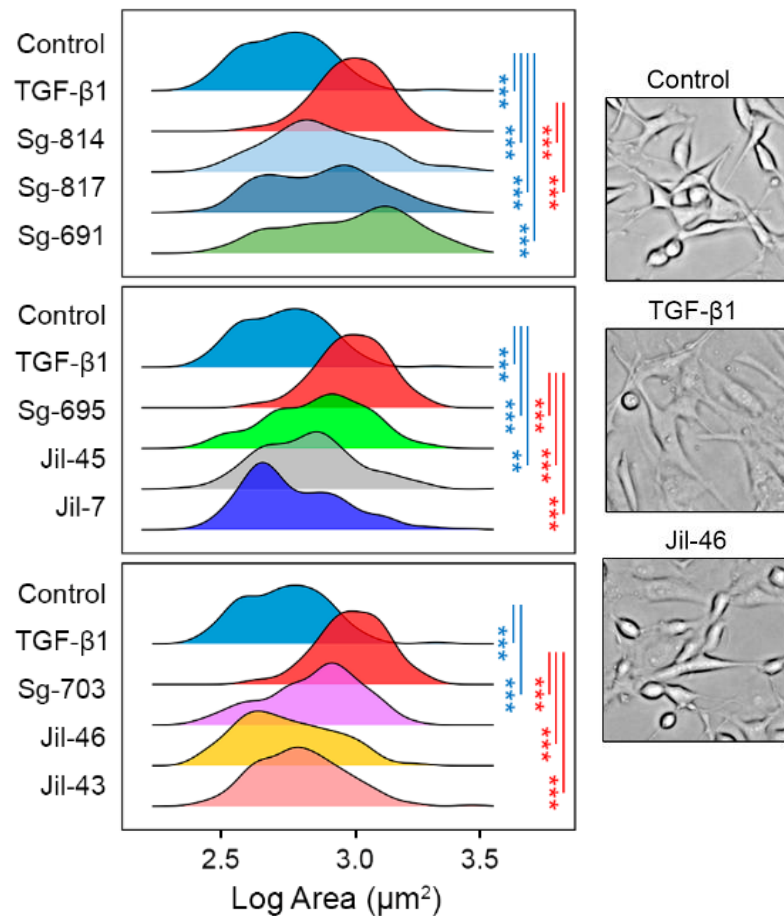 Control
TGF-β1
Sg-814
Sg-817
Sg-691
***
***
***
***
***
***
Control
TGF-β1
Sg-695
Jil-45
Jil-7
***
***
**
***
***
***
Control
TGF-β1
Sg-703
Jil-46
Jil-43
***
***
***
***
***
2.5 3.0 3.5
Log Area (μm²)
Control
TGF-β1
Jil-46